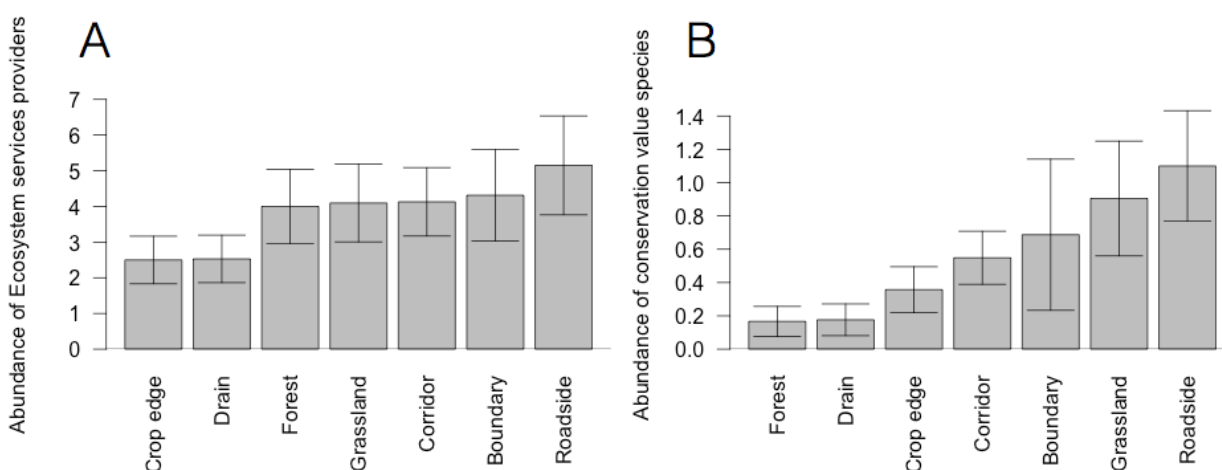 A
Abundance of Ecosystem services providers
7
6
5
4
3
2
1
0
Crop edge
Drain
Forest
Grassland
Corridor
Boundary
Roadside
B
Abundance of conservation value species
1.4
1.2
1.0
0.8
0.6
0.4
0.2
0.0
Forest
Drain
Crop edge
Corridor
Boundary
Grassland
Roadside